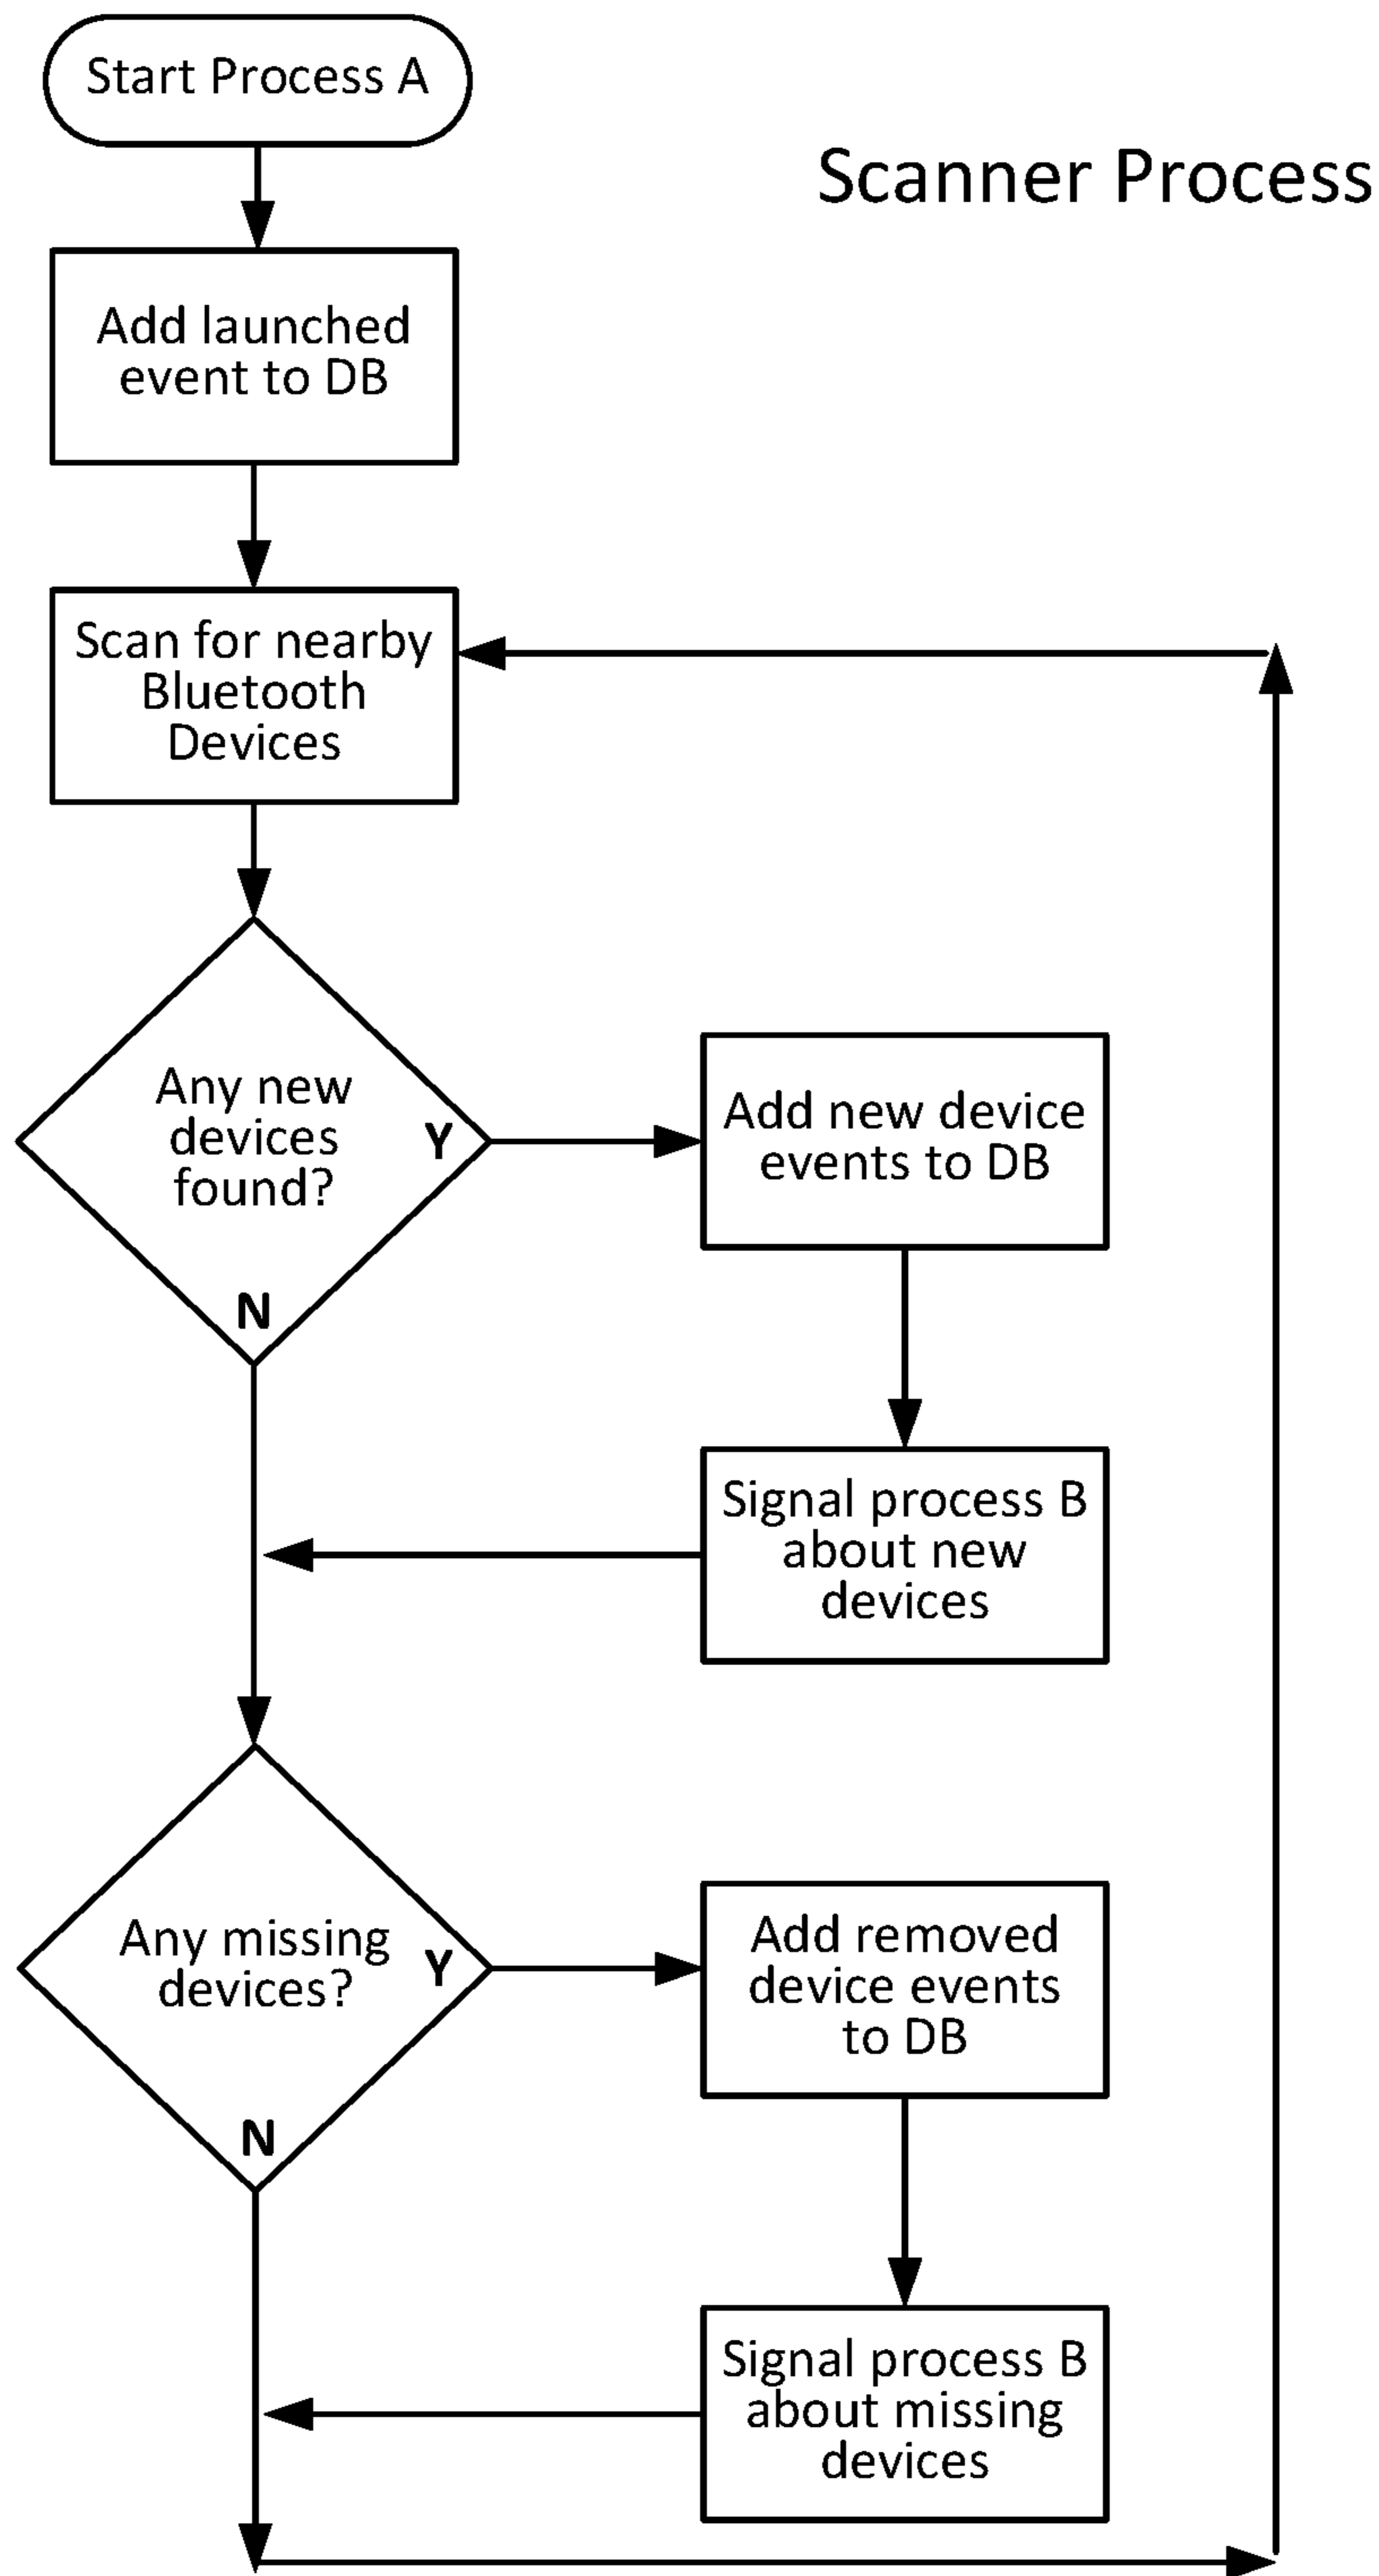 Start Process A
Scanner Process
Add launched
event to DB
Scan for nearby
Bluetooth
Devices
Any new
devices
found?
Y
N
Add new device
events to DB
Signal process B
about new
devices
Any missing
devices?
Y
N
Add removed
device events
to DB
Signal process B
about missing
devices